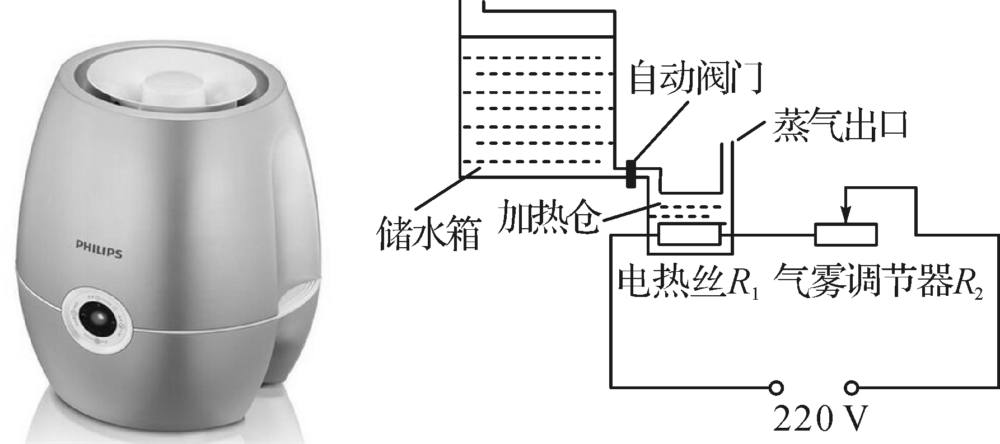 PHILIPS
自动阀门
蒸气出口
加热仓
储水箱
电热丝R₁
气雾调节器R₂
220 V